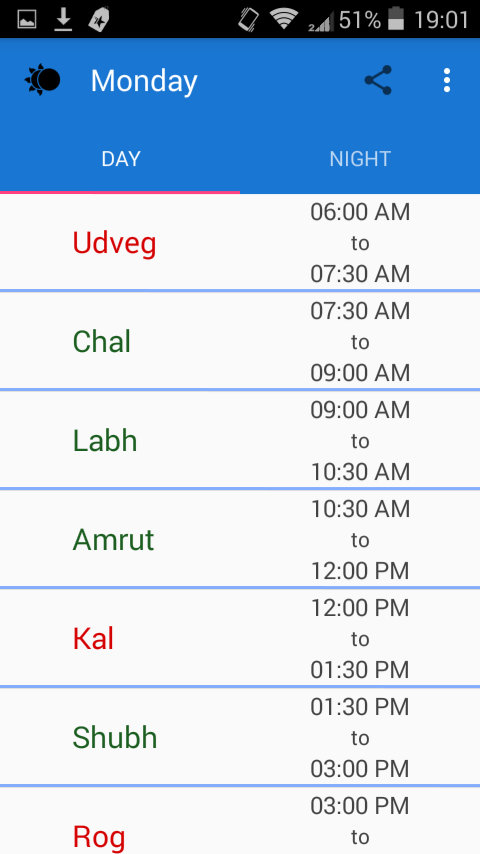 51% 19:01
Monday
DAY NIGHT
Udveg
06:00 AM
to
07:30 AM
Chal
07:30 AM
to
09:00 AM
Labh
09:00 AM
to
10:30 AM
Amrut
10:30 AM
to
12:00 PM
Kal
12:00 PM
to
01:30 PM
Shubh
01:30 PM
to
03:00 PM
Rog
03:00 PM
to